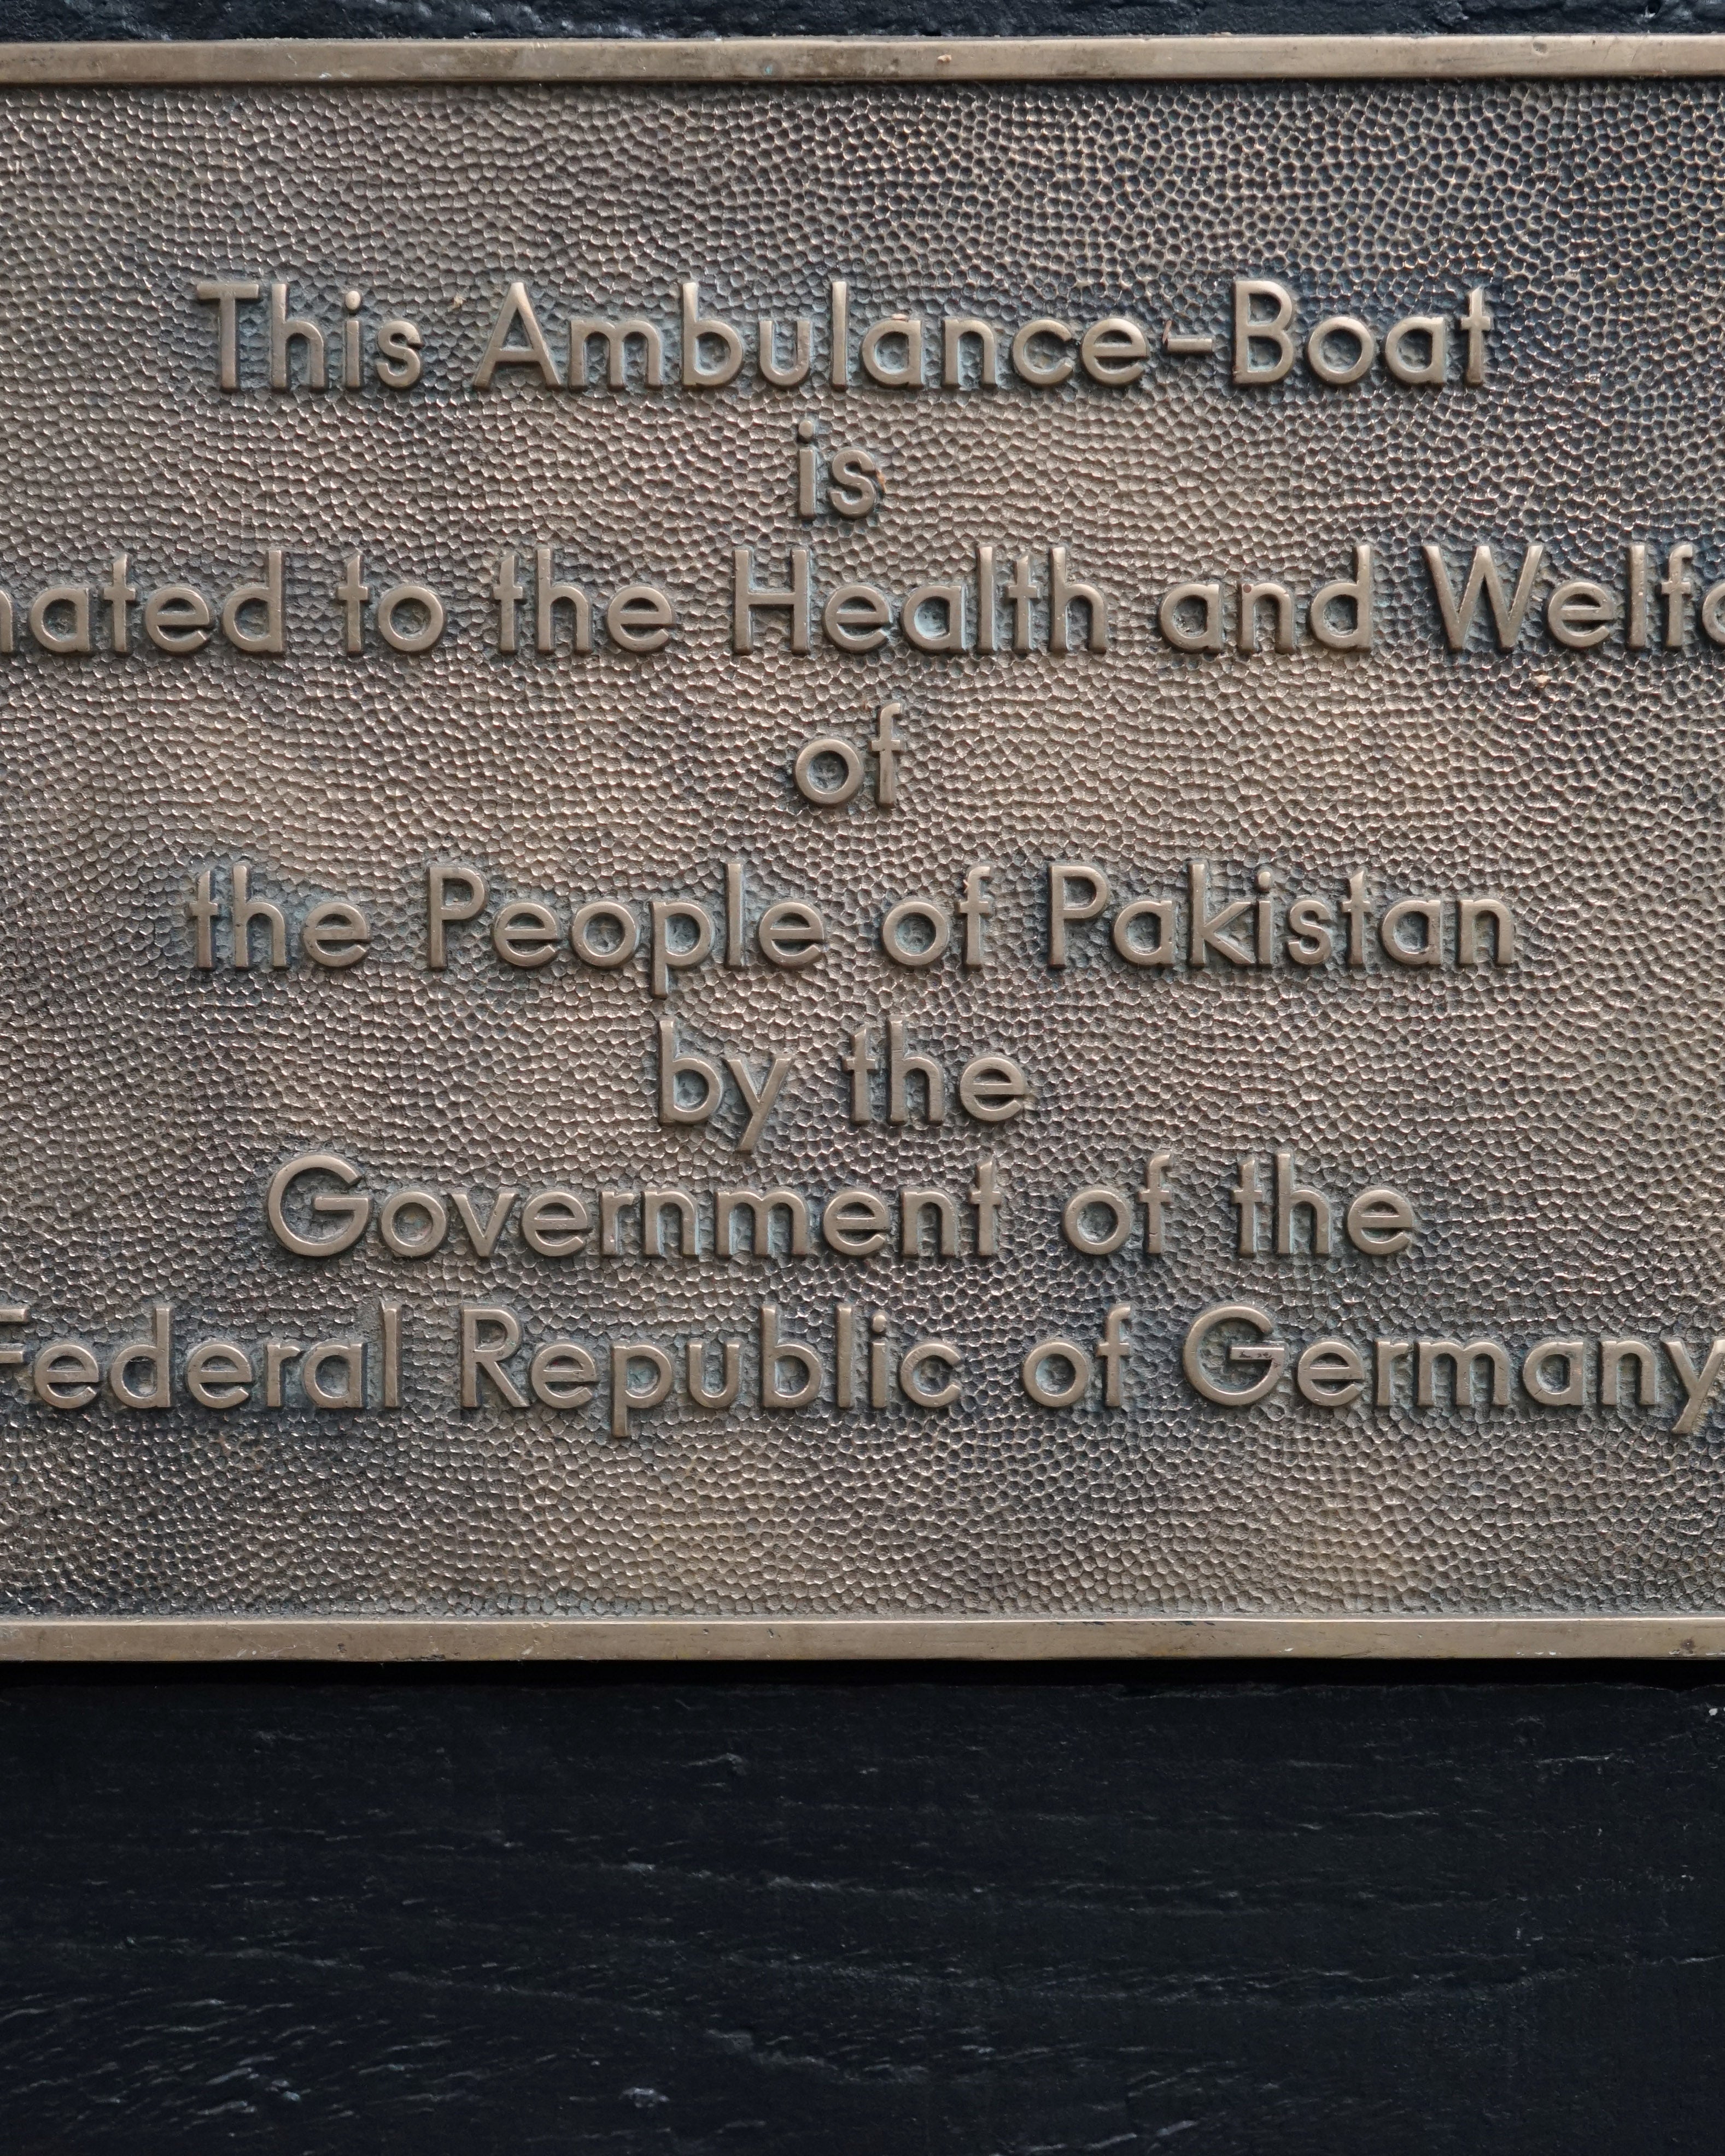 This Ambulance-Boat
is
nated to the Health and Welfa
of
the People of Pakistan
by the
Government of the
Federal Republic of Germany